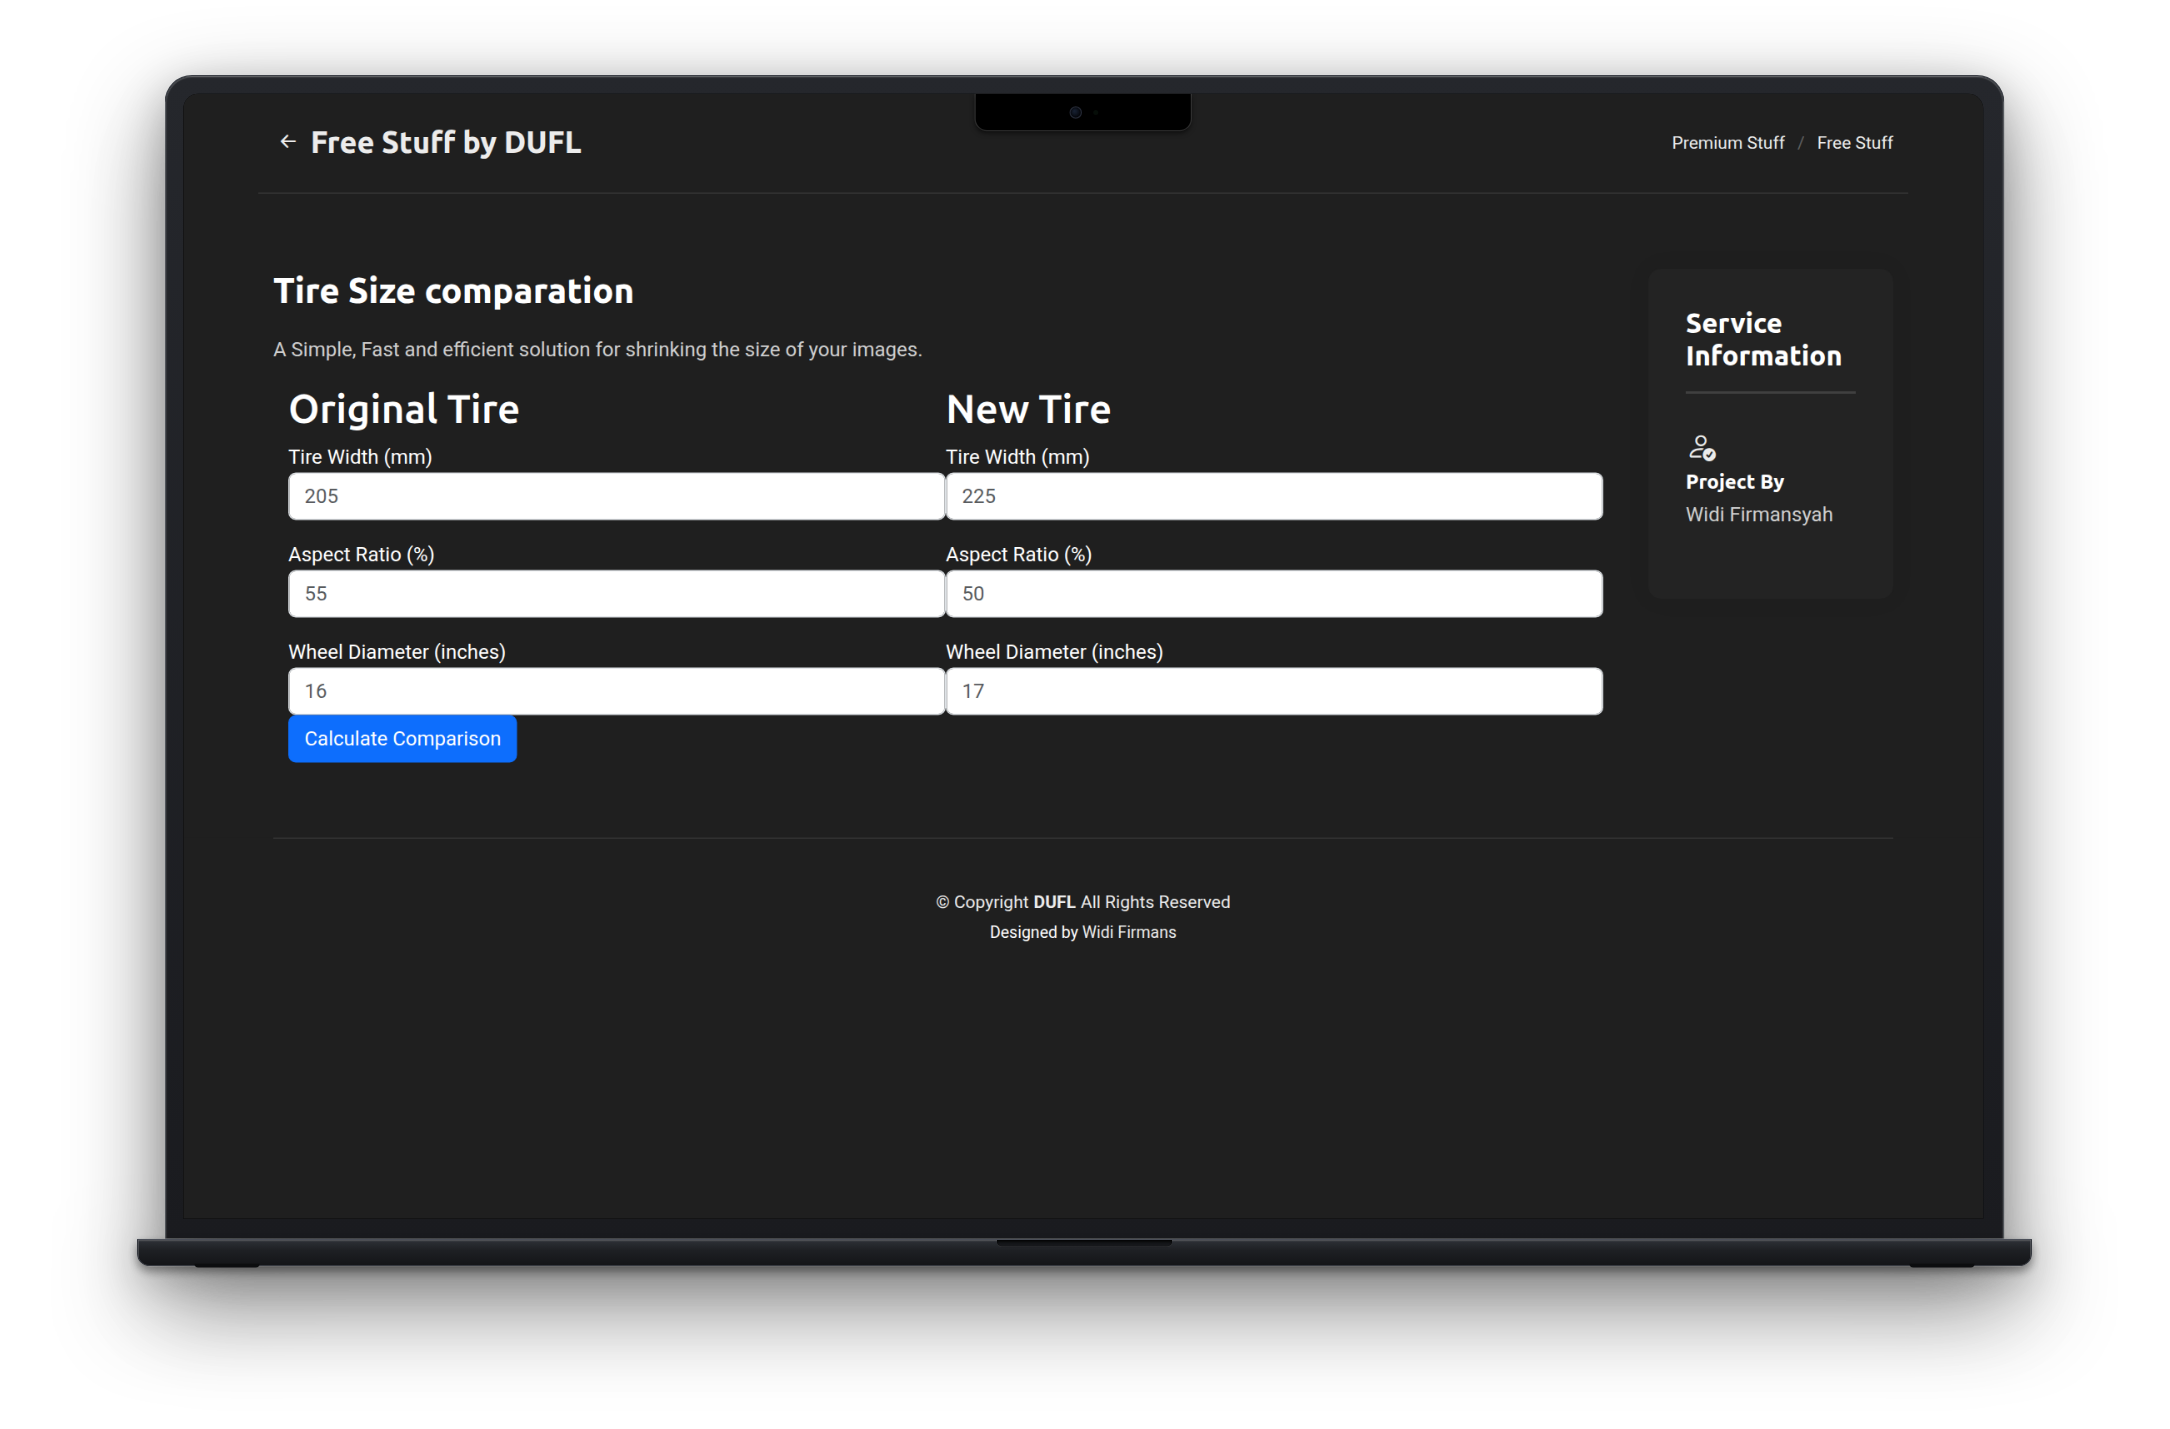 ← Free Stuff by DUFL
Premium Stuff / Free Stuff
Tire Size comparation
A Simple, Fast and efficient solution for shrinking the size of your images.
Original Tire
Tire Width (mm)
205
Aspect Ratio (%)
55
Wheel Diameter (inches)
16
Calculate Comparison
New Tire
Tire Width (mm)
225
Aspect Ratio (%)
50
Wheel Diameter (inches)
17
Service
Information
Project By
Widi Firmansyah
© Copyright DUFL All Rights Reserved
Designed by Widi Firmans